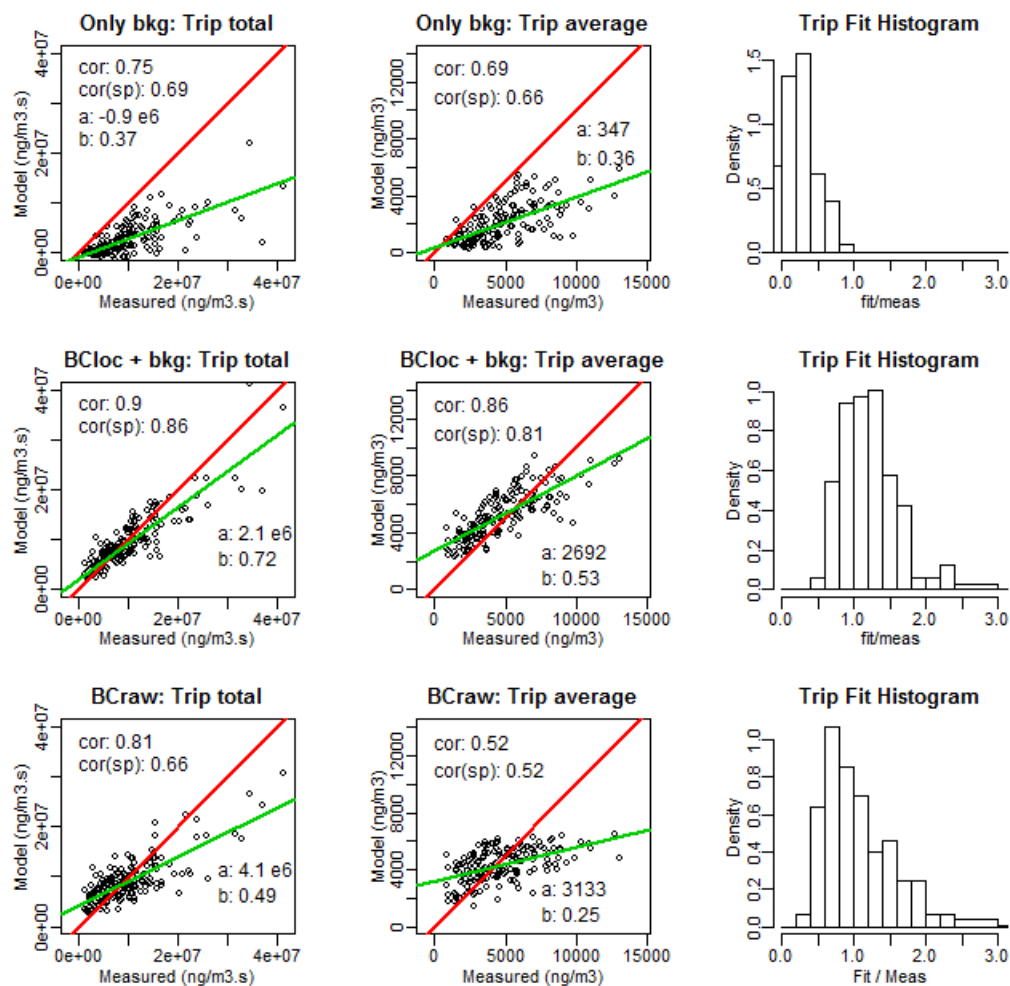 Only bkg: Trip total
cor: 0.75
cor(sp): 0.69
a: -0.9 e6
b: 0.37
Model (ng/m3.s)
0e+00
2e+07
4e+07
0e+00 2e+07 4e+07
Measured (ng/m3.s)
Only bkg: Trip average
cor: 0.69
cor(sp): 0.66
a: 347
b: 0.36
Model (ng/m3)
0 4000 8000 12000
0 5000 10000 15000
Measured (ng/m3)
Trip Fit Histogram
Density
0.0 0.5 1.0 1.5
0.0 1.0 2.0 3.0
fit/meas
BCloc + bkg: Trip total
cor: 0.9
cor(sp): 0.86
a: 2.1 e6
b: 0.72
Model (ng/m3.s)
0e+00 2e+07 4e+07
0e+00 2e+07 4e+07
Measured (ng/m3.s)
BCloc + bkg: Trip average
cor: 0.86
cor(sp): 0.81
a: 2692
b: 0.53
Model (ng/m3)
0 4000 8000 12000
0 5000 10000 15000
Measured (ng/m3)
Trip Fit Histogram
Density
0.0 0.2 0.4 0.6 0.8 1.0
0.0 1.0 2.0 3.0
fit/meas
BCraw: Trip total
cor: 0.81
cor(sp): 0.66
a: 4.1 e6
b: 0.49
Model (ng/m3.s)
0e+00 2e+07 4e+07
0e+00 2e+07 4e+07
Measured (ng/m3.s)
BCraw: Trip average
cor: 0.52
cor(sp): 0.52
a: 3133
b: 0.25
Model (ng/m3)
0 4000 8000 12000
0 5000 10000 15000
Measured (ng/m3)
Trip Fit Histogram
Density
0.0 0.2 0.4 0.6 0.8 1.0
0.0 1.0 2.0 3.0
Fit / Meas